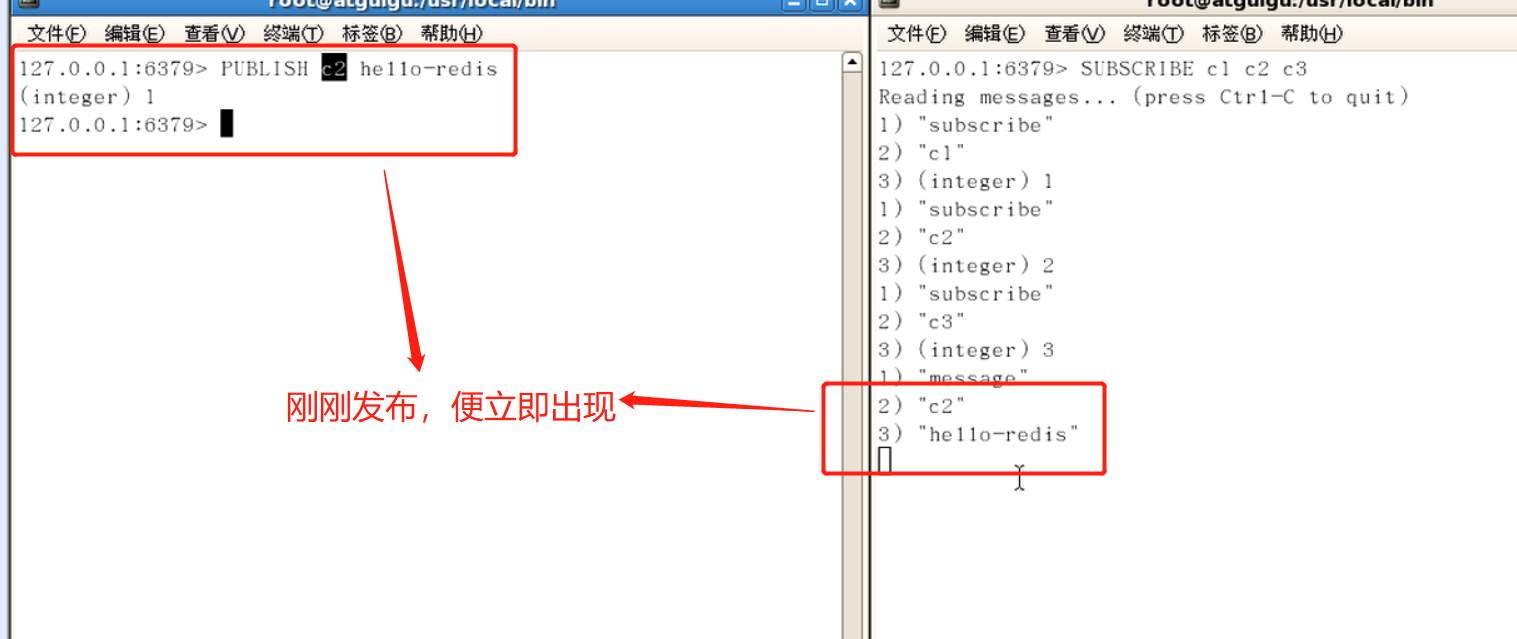 root@atguigu:/usr/local/bin
文件(F) 编辑(E) 查看(V) 终端(T) 标签(B) 帮助(H)
127.0.0.1:6379> PUBLISH c2 hello-redis
(integer) 1
127.0.0.1:6379>
刚刚发布，便立即出现
root@atguigu:/usr/local/bin
文件(F) 编辑(E) 查看(V) 终端(T) 标签(B) 帮助(H)
127.0.0.1:6379> SUBSCRIBE c1 c2 c3
Reading messages... (press Ctrl-C to quit)
1) "subscribe"
2) "c1"
3) (integer) 1
1) "subscribe"
2) "c2"
3) (integer) 2
1) "subscribe"
2) "c3"
3) (integer) 3
1) "message"
2) "c2"
3) "hello-redis"